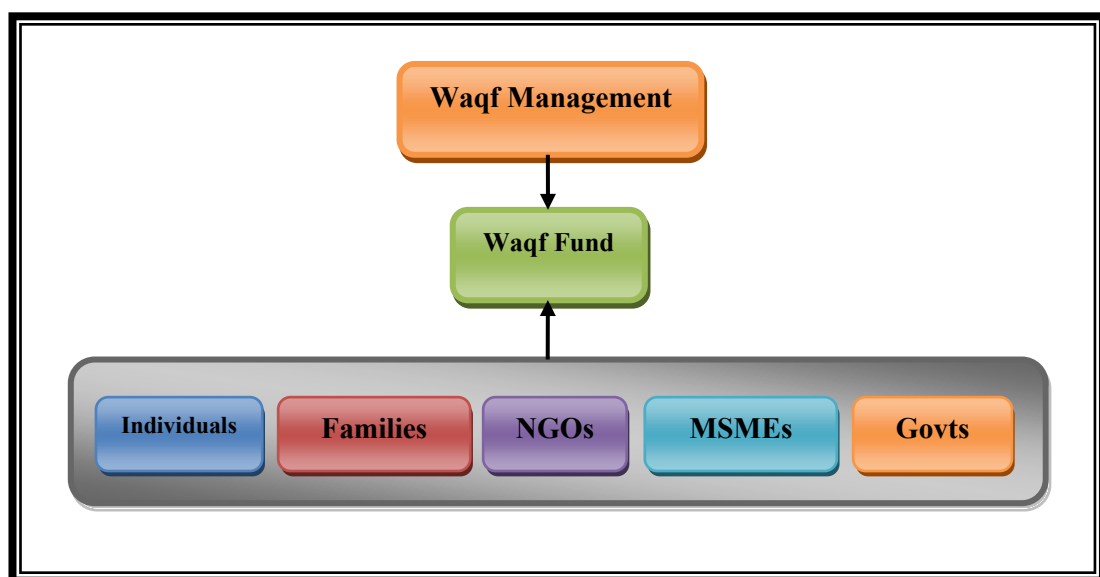 Waqf Management
Waqf Fund
Individuals
Families
NGOs
MSMEs
Govts